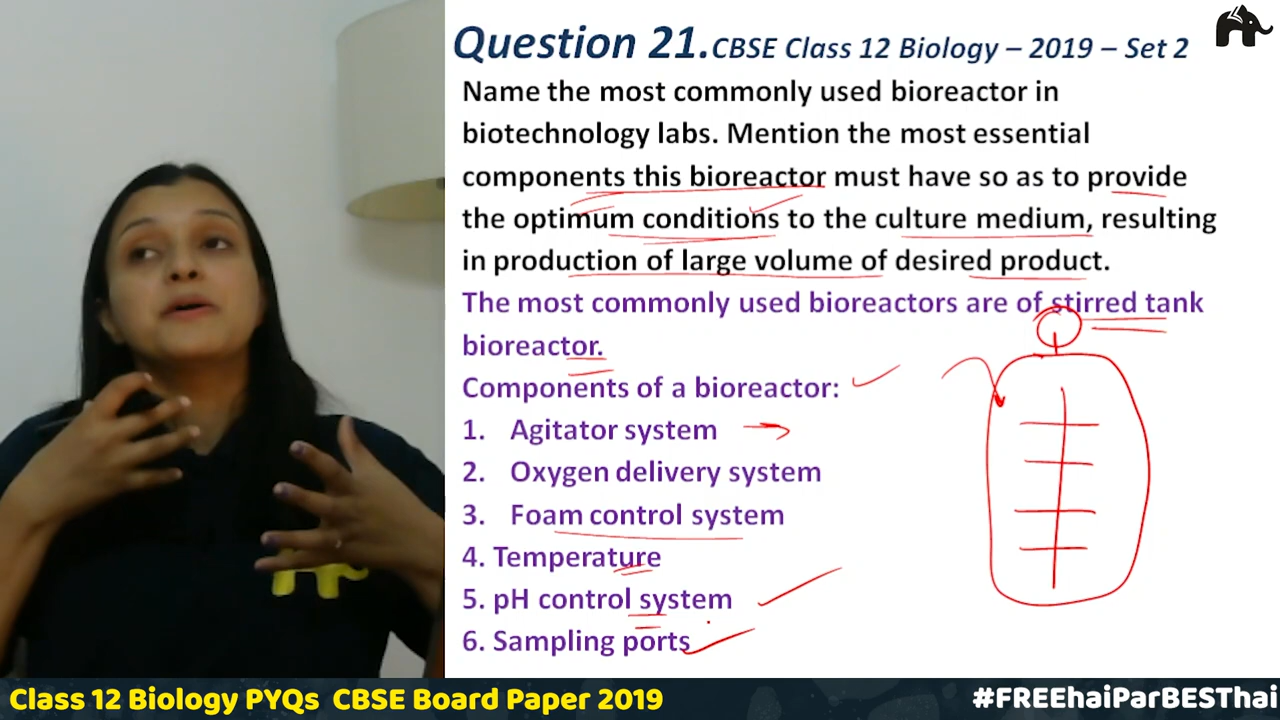 Question 21.CBSE Class 12 Biology – 2019 – Set 2
Name the most commonly used bioreactor in
biotechnology labs. Mention the most essential
components this bioreactor must have so as to provide
the optimum conditions to the culture medium, resulting
in production of large volume of desired product.
The most commonly used bioreactors are of stirred tank
bioreactor.
Components of a bioreactor:
1. Agitator system
2. Oxygen delivery system
3. Foam control system
4. Temperature
5. pH control system
6. Sampling ports
Class 12 Biology PYQs CBSE Board Paper 2019
#FREEhaiParBESThai